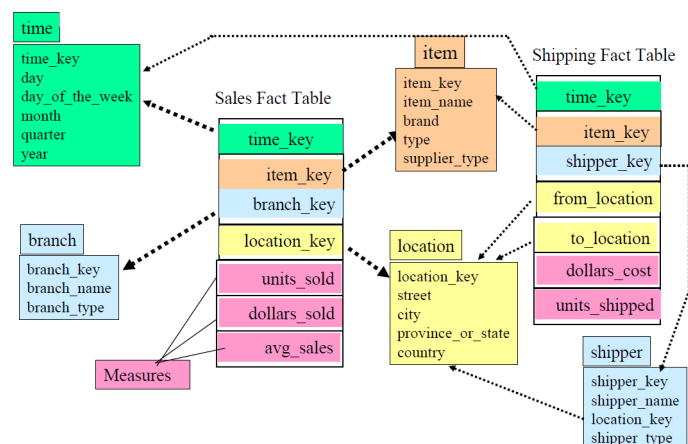 time
time_key
day
day_of_the_week
month
quarter
year
Sales Fact Table
time_key
item_key
branch_key
location_key
units_sold
dollars_sold
avg_sales
Measures
branch
branch_key
branch_name
branch_type
item
item_key
item_name
brand
type
supplier_type
location
location_key
street
city
province_or_state
country
Shipping Fact Table
time_key
item_key
shipper_key
from_location
to_location
dollars_cost
units_shipped
shipper
shipper_key
shipper_name
location_key
shipper_type